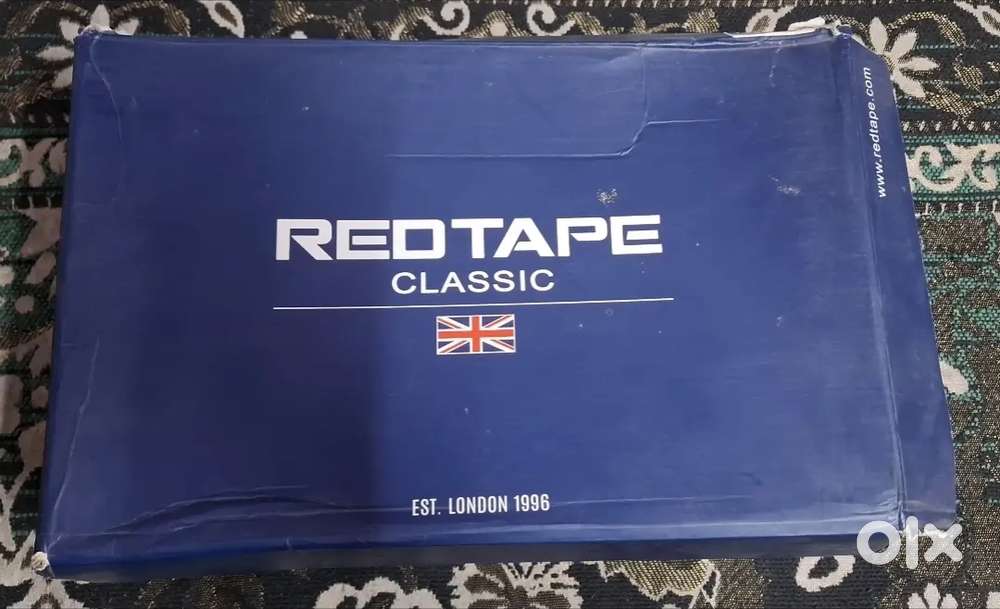 www.redtape.com
REDTAPE
CLASSIC
EST. LONDON 1996
olx